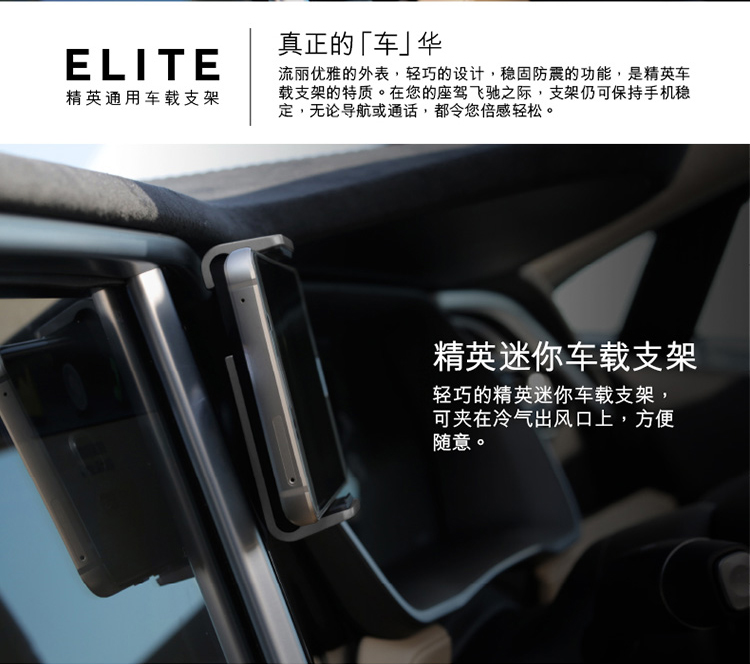 ELITE
精英通用车载支架
真正的「车」华
流丽优雅的外表，轻巧的设计，稳固防震的功能，是精英车
载支架的特质。在您的座驾飞驰之际，支架仍可保持手机稳
定，无论导航或通话，都令您倍感轻松。
精英迷你车载支架
轻巧的精英迷你车载支架，
可夹在冷气出风口上，方便
随意。